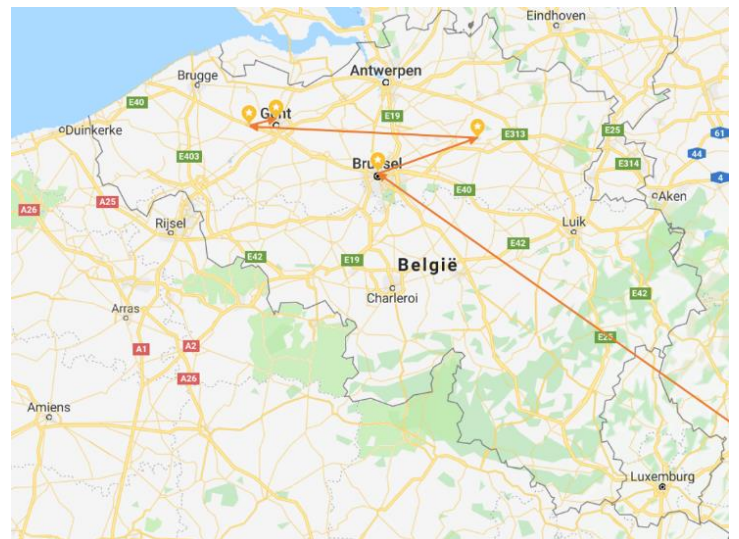 Eindhoven
Antwerpen
Brugge
E40
Gent
E19
E313
E25
61
Duinkerke
44
E403
Brussel
E314
4
E40
Aken
A26
A25
Rijsel
Luik
E42
E42
E19
België
E42
Charleroi
Arras
A1
A2
E25
A26
Amiens
Luxemburg